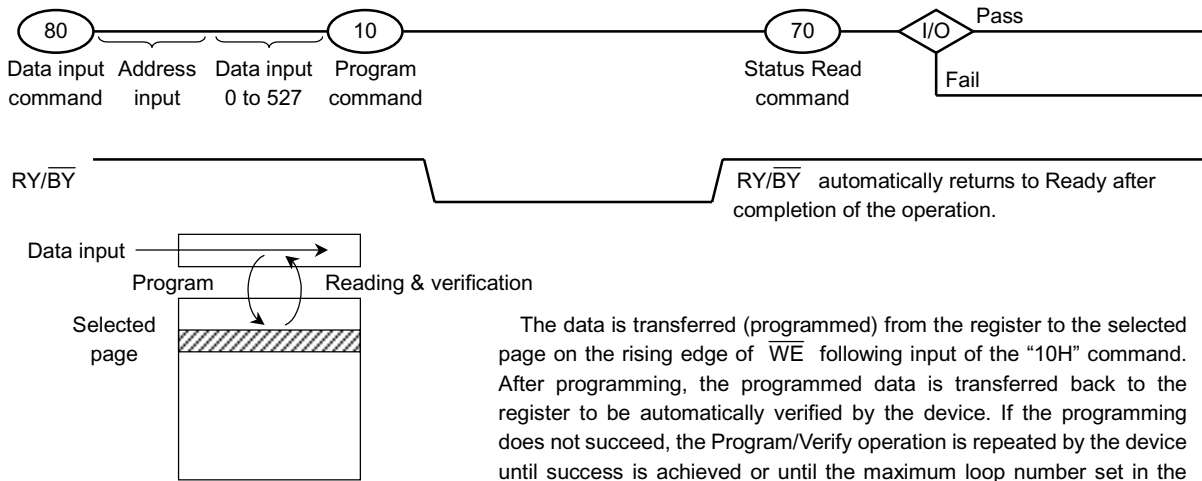 80 10 70 I/O Pass
Data input command
Address input
Data input 0 to 527
Program command
Status Read command
Fail
RY/B̅Y̅
RY/B̅Y̅ automatically returns to Ready after
completion of the operation.
Data input
Program
Reading & verification
Selected
page
The data is transferred (programmed) from the register to the selected
page on the rising edge of W̅E̅ following input of the “10H” command.
After programming, the programmed data is transferred back to the
register to be automatically verified by the device. If the programming
does not succeed, the Program/Verify operation is repeated by the device
until success is achieved or until the maximum loop number set in the